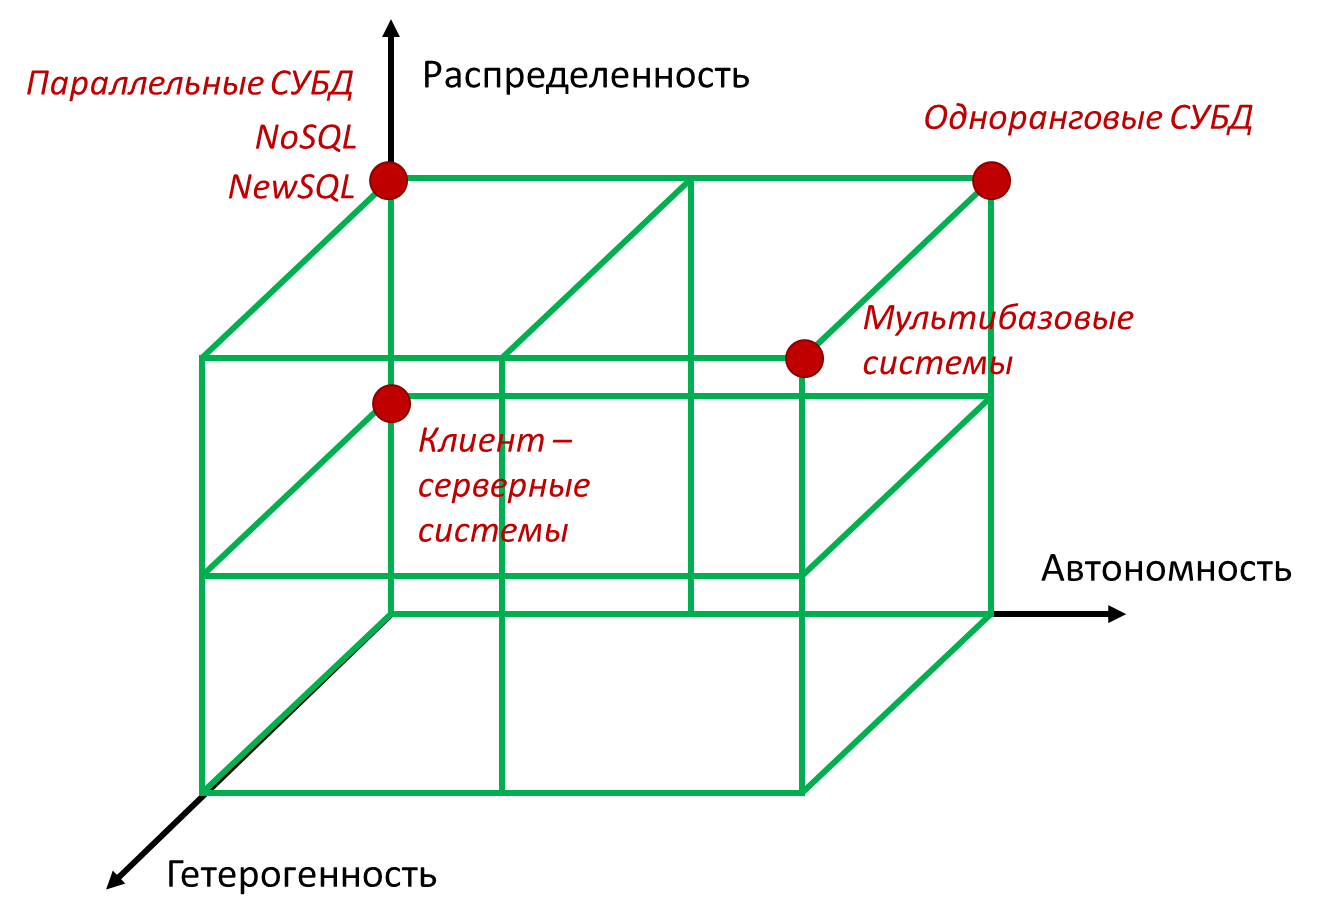 Распределенность
Параллельные СУБД
NoSQL
NewSQL
Одноранговые СУБД
Мультибазовые
системы
Клиент –
серверные
системы
Автономность
Гетерогенность